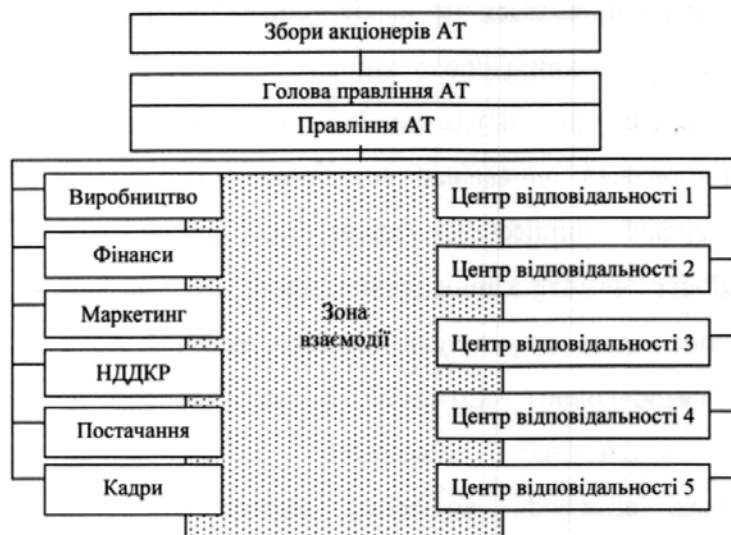 Збори акціонерів АТ
Голова правління АТ
Правління АТ
Виробництво
Фінанси
Маркетинг
НДДКР
Постачання
Кадри
Зона
взаємодії
Центр відповідальності 1
Центр відповідальності 2
Центр відповідальності 3
Центр відповідальності 4
Центр відповідальності 5